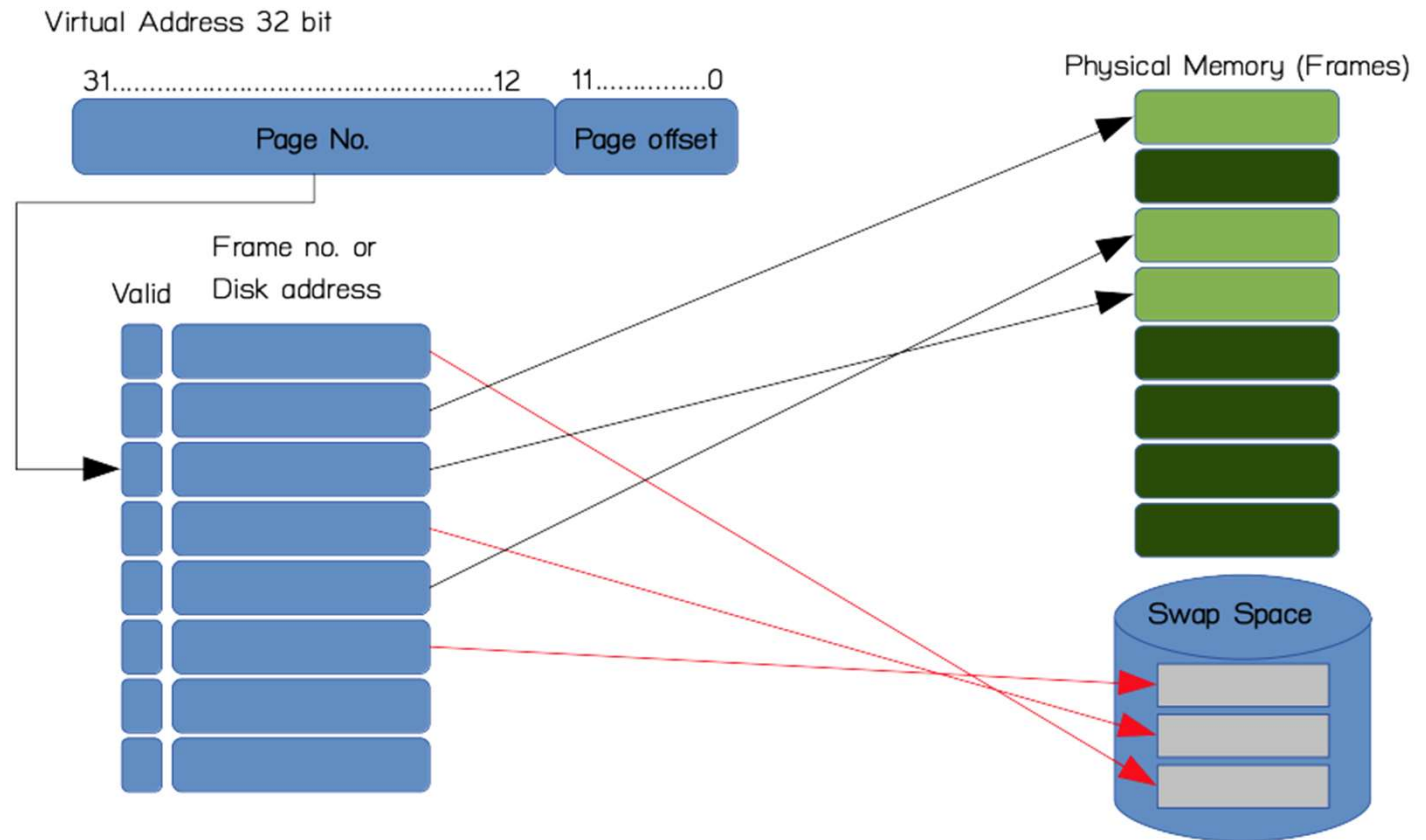 Virtual Address 32 bit
31....................................................12
11...............0
Page No.
Page offset
Physical Memory (Frames)
Frame no. or
Disk address
Valid
Swap Space